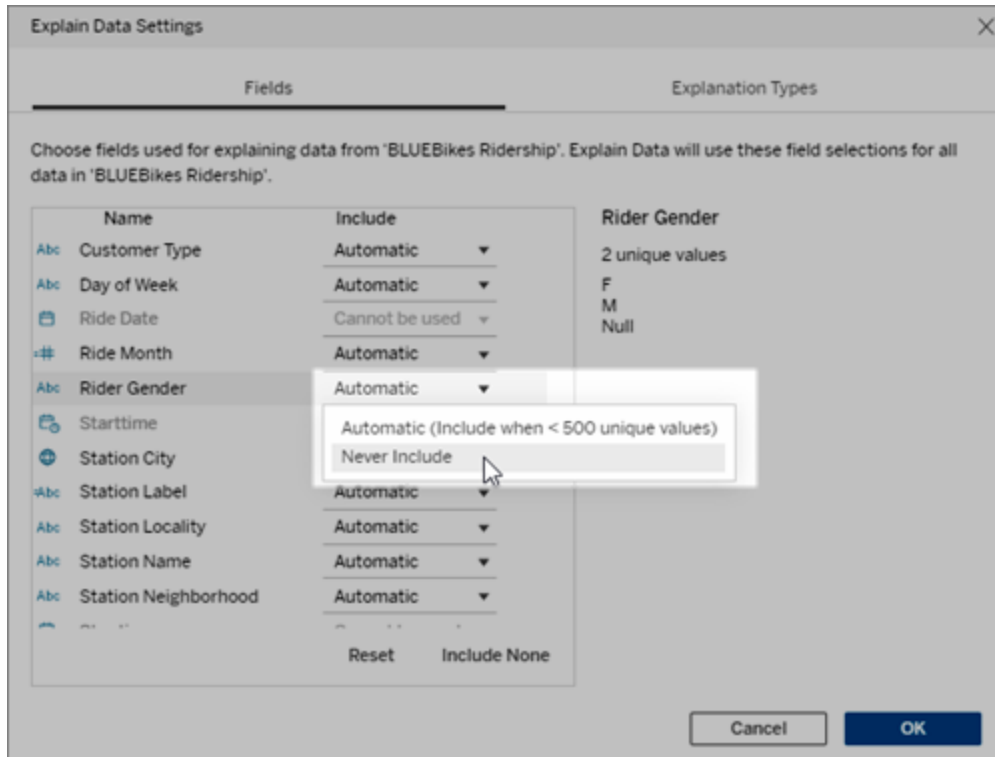 Explain Data Settings
Fields
Explanation Types
Choose fields used for explaining data from 'BLUEBikes Ridership'. Explain Data will use these field selections for all
data in 'BLUEBikes Ridership'.
Name Include
Abc Customer Type Automatic
Abc Day of Week Automatic
Ride Date Cannot be used
=# Ride Month Automatic
Abc Rider Gender Automatic
Starttime
Automatic (Include when < 500 unique values)
Station City
Never Include
=Abc Station Label Automatic
Abc Station Locality Automatic
Abc Station Name Automatic
Abc Station Neighborhood Automatic
Reset Include None
Rider Gender
2 unique values
F
M
Null
Cancel OK